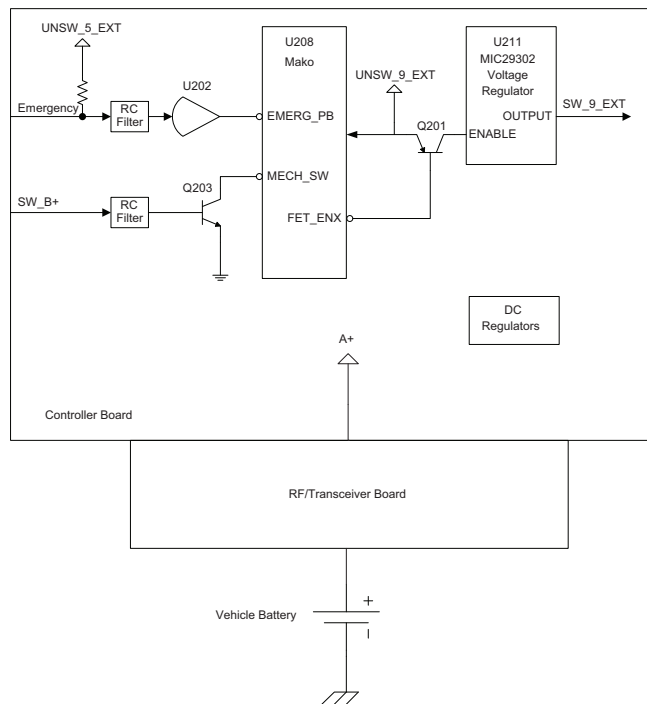 UNSW_5_EXT
U202
Emergency
RC
Filter
U208
Mako
EMERG_PB
MECH_SW
FET_ENX
UNSW_9_EXT
Q201
U211
MIC29302
Voltage
Regulator
OUTPUT
ENABLE
SW_9_EXT
Q203
SW_B+
RC
Filter
DC
Regulators
A+
Controller Board
RF/Transceiver Board
Vehicle Battery
+